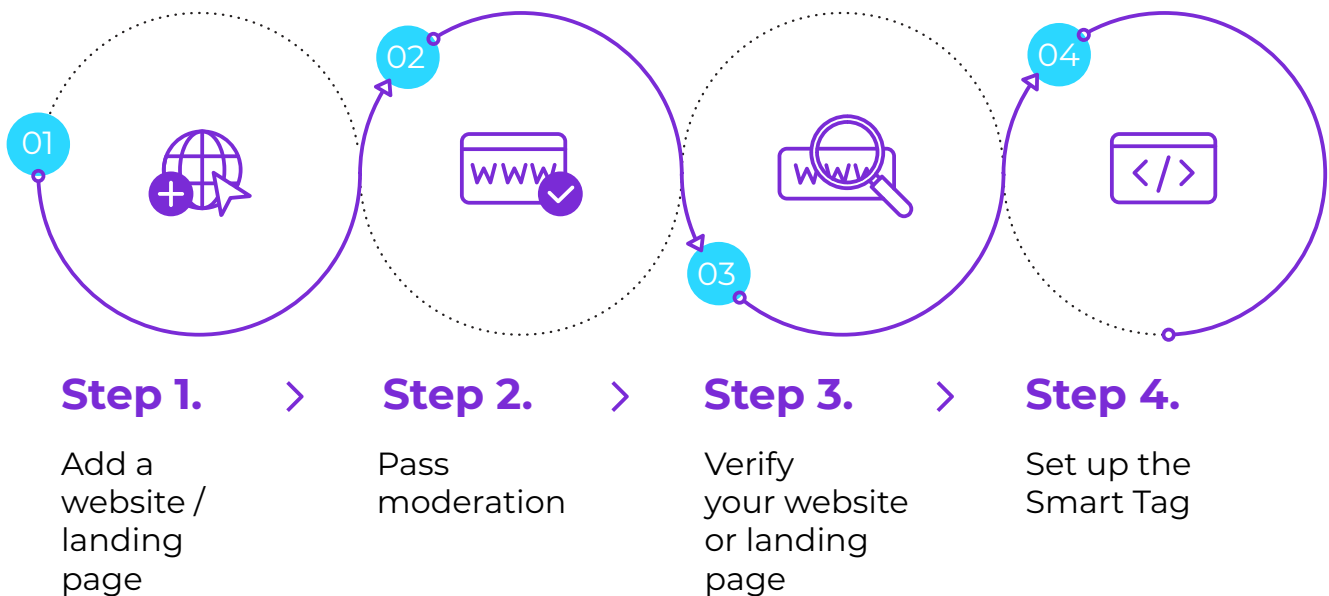 01
02
03
04
WWW
WWW
</>
Step 1.
>
Step 2.
>
Step 3.
>
Step 4.
Add a
website /
landing
page
Pass
moderation
Verify
your website
or landing
page
Set up the
Smart Tag